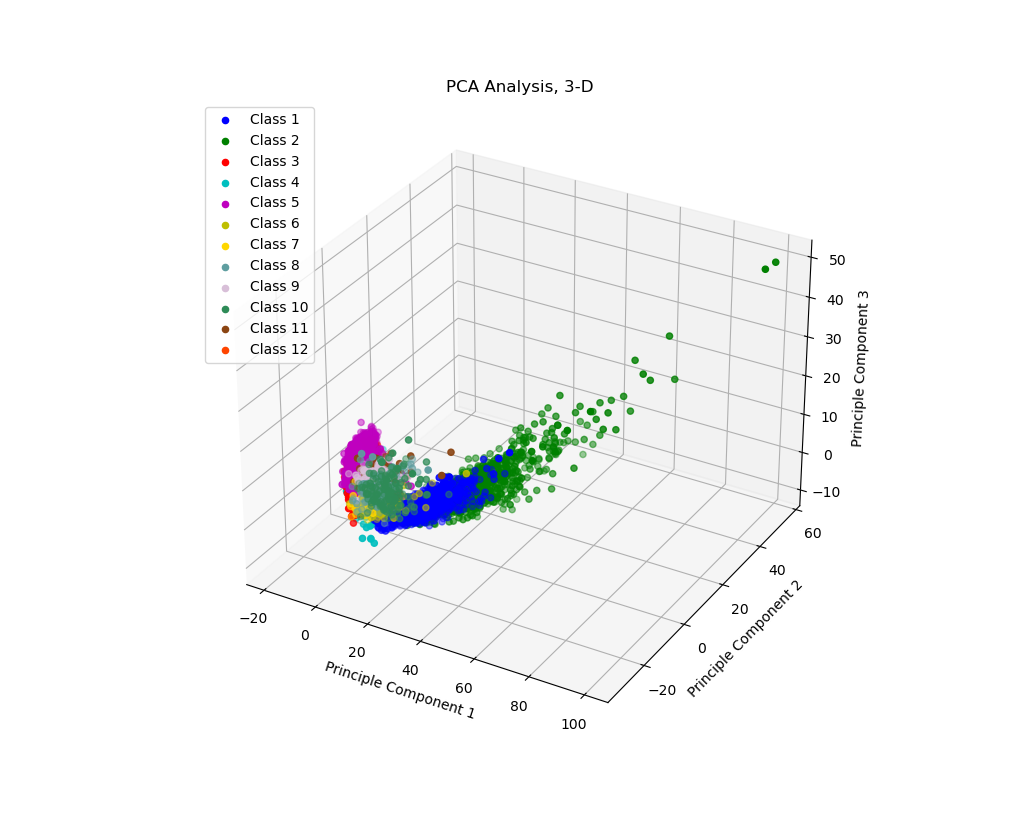 PCA Analysis, 3-D
Class 1
Class 2
Class 3
Class 4
Class 5
Class 6
Class 7
Class 8
Class 9
Class 10
Class 11
Class 12
50
40
30
20
10
0
−10
Principle Component 3
60
40
20
0
−20
Principle Component 2
−20
0
20
40
60
80
100
Principle Component 1